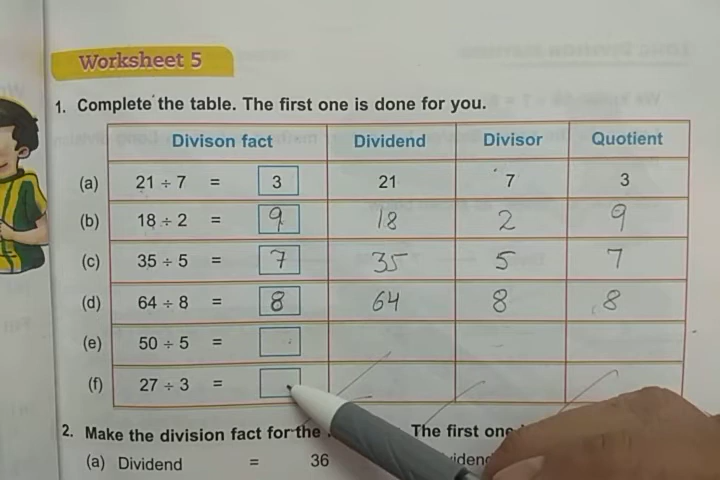 Worksheet 5
1. Complete the table. The first one is done for you.
Divison fact Dividend Divisor Quotient
(a) 21 ÷ 7 = 3 21 7 3
(b) 18 ÷ 2 = 9 18 2 9
(c) 35 ÷ 5 = 7 35 5 7
(d) 64 ÷ 8 = 8 64 8 8
(e) 50 ÷ 5 =
(f) 27 ÷ 3 =
2. Make the division fact for the The first one
(a) Dividend = 36